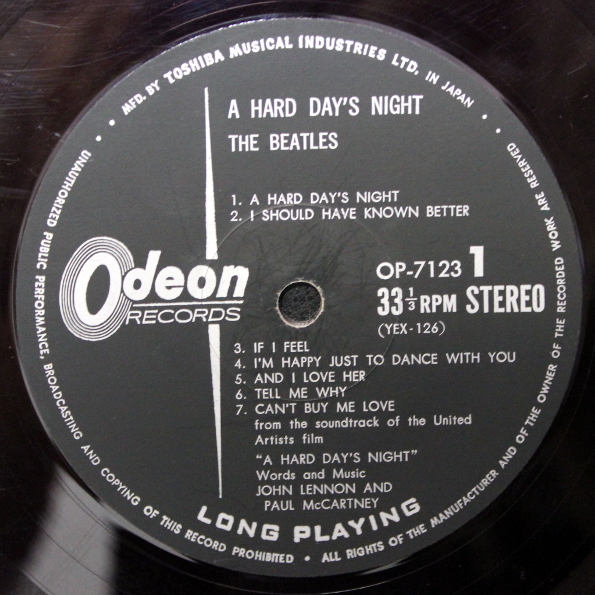 MFD. BY TOSHIBA MUSICAL INDUSTRIES LTD. IN JAPAN
A HARD DAY'S NIGHT
THE BEATLES
1. A HARD DAY'S NIGHT
2. I SHOULD HAVE KNOWN BETTER
Odeon
RECORDS
OP-7123 1
33 1/3 RPM STEREO
(YEX-126)
3. IF I FEEL
4. I'M HAPPY JUST TO DANCE WITH YOU
5. AND I LOVE HER
6. TELL ME WHY
7. CAN'T BUY ME LOVE
from the soundtrack of the United
Artists film
"A HARD DAY'S NIGHT"
Words and Music
JOHN LENNON AND
PAUL McCARTNEY
LONG PLAYING
UNAUTHORIZED PUBLIC PERFORMANCE, BROADCASTING AND COPYING OF THIS RECORD PROHIBITED • ALL RIGHTS OF THE MANUFACTURER AND OF THE OWNER OF THE RECORDED WORK ARE RESERVED